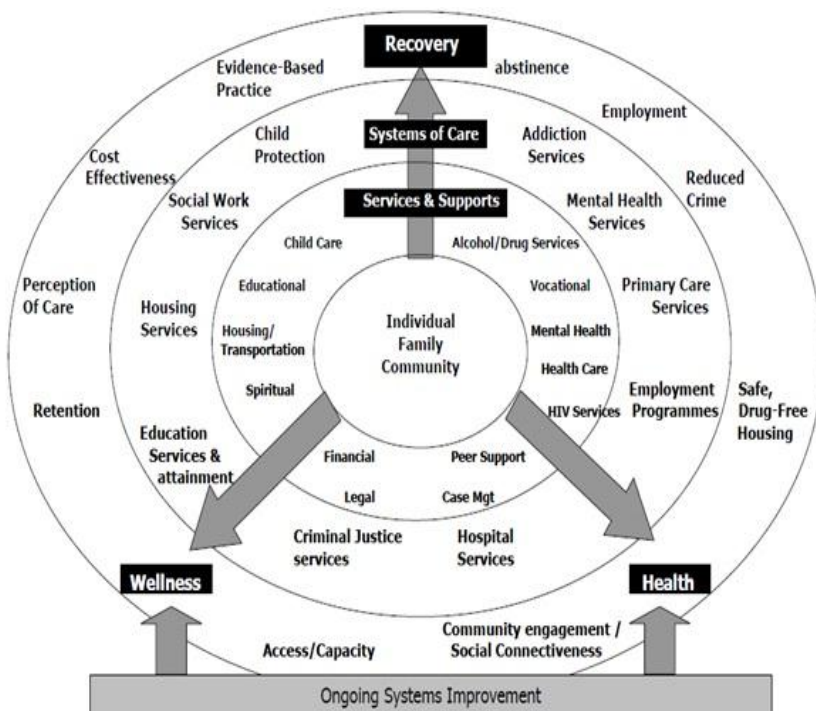 Recovery
Evidence-Based
Practice
abstinence
Employment
Cost
Effectiveness
Reduced
Crime
Perception
Of Care
Retention
Safe,
Drug-Free
Housing
Wellness
Health
Access/Capacity
Community engagement /
Social Connectiveness
Systems of Care
Child
Protection
Addiction
Services
Social Work
Services
Mental Health
Services
Housing
Services
Primary Care
Services
Education
Services &
attainment
Employment
Programmes
Criminal Justice
services
Hospital
Services
Services & Supports
Child Care
Alcohol/Drug Services
Educational
Vocational
Housing/
Transportation
Mental Health
Spiritual
Health Care
HIV Services
Financial
Peer Support
Legal
Case Mgt
Individual
Family
Community
Ongoing Systems Improvement